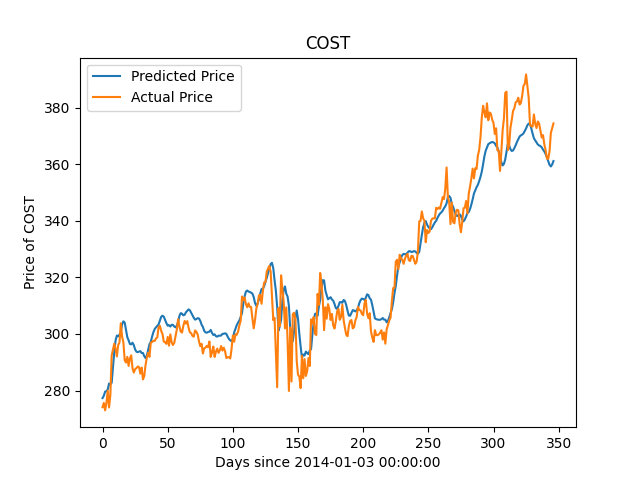 COST
Predicted Price
Actual Price
Price of COST
380
360
340
320
300
280
0 50 100 150 200 250 300 350
Days since 2014-01-03 00:00:00